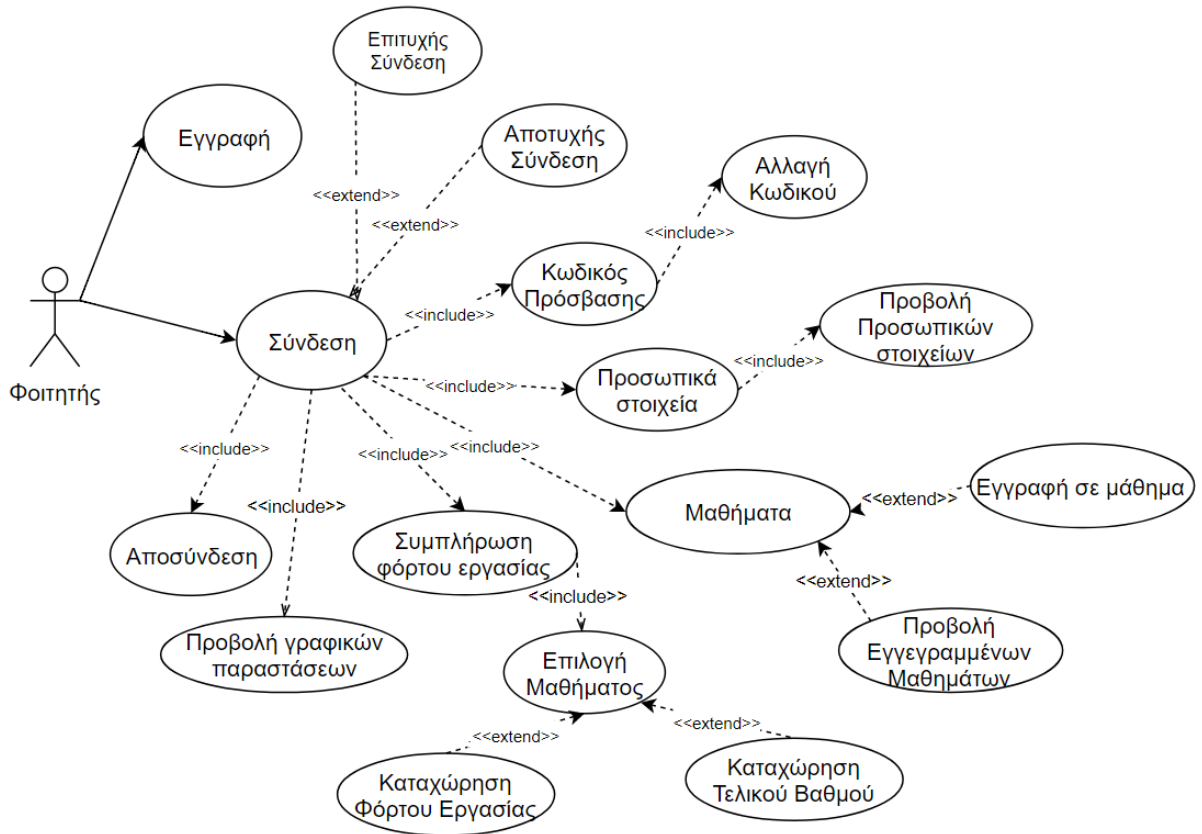 Επιτυχής
Σύνδεση
Εγγραφή
Αποτυχής
Σύνδεση
Αλλαγή
Κωδικού
<<extend>>
<<extend>>
<<include>>
Κωδικός
Πρόσβασης
Προβολή
Προσωπικών
στοιχείων
<<include>>
Σύνδεση
<<include>>
Φοιτητής
<<include>>
Προσωπικά
στοιχεία
<<include>>
<<include>>
<<include>>
<<include>>
Εγγραφή σε μάθημα
<<extend>>
Μαθήματα
<<include>>
Αποσύνδεση
Συμπλήρωση
φόρτου εργασίας
<<extend>>
<<include>>
Προβολή γραφικών
παραστάσεων
Προβολή
Εγγεγραμμένων
Μαθημάτων
Επιλογή
Μαθήματος
<<extend>>
<<extend>>
Καταχώρηση
Φόρτου Εργασίας
Καταχώρηση
Τελικού Βαθμού